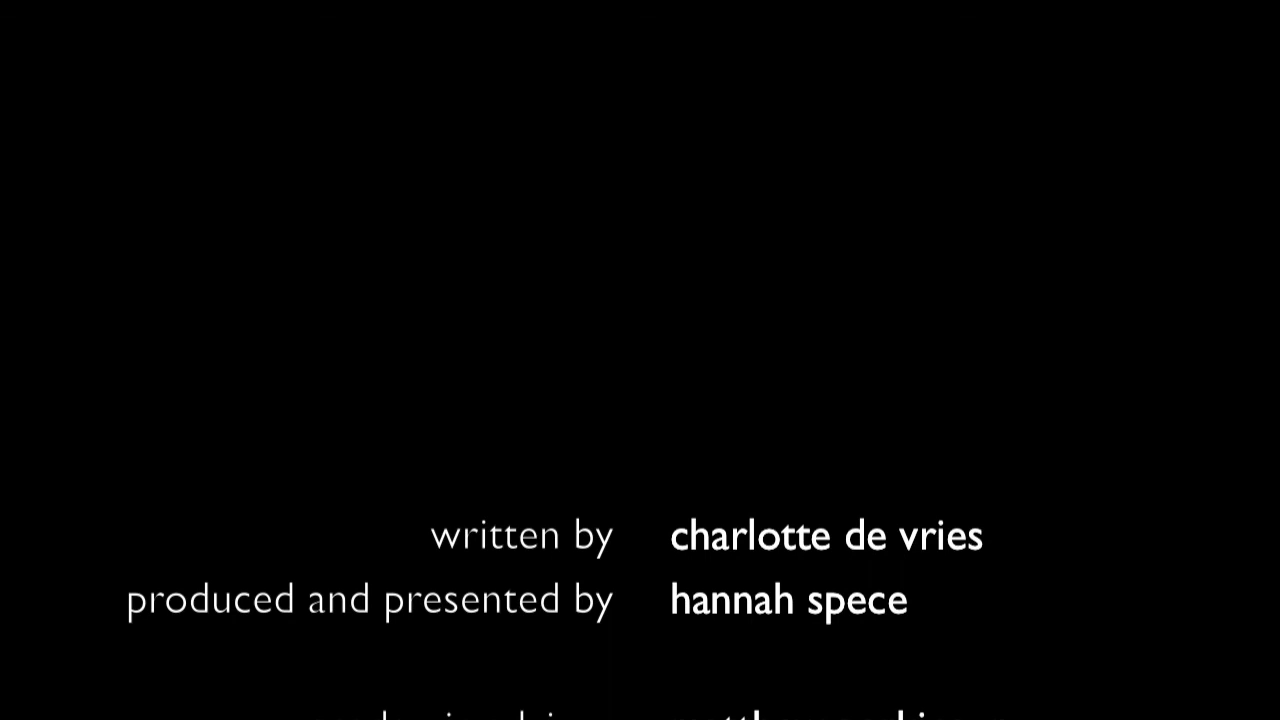 written by charlotte de vries
produced and presented by hannah spece